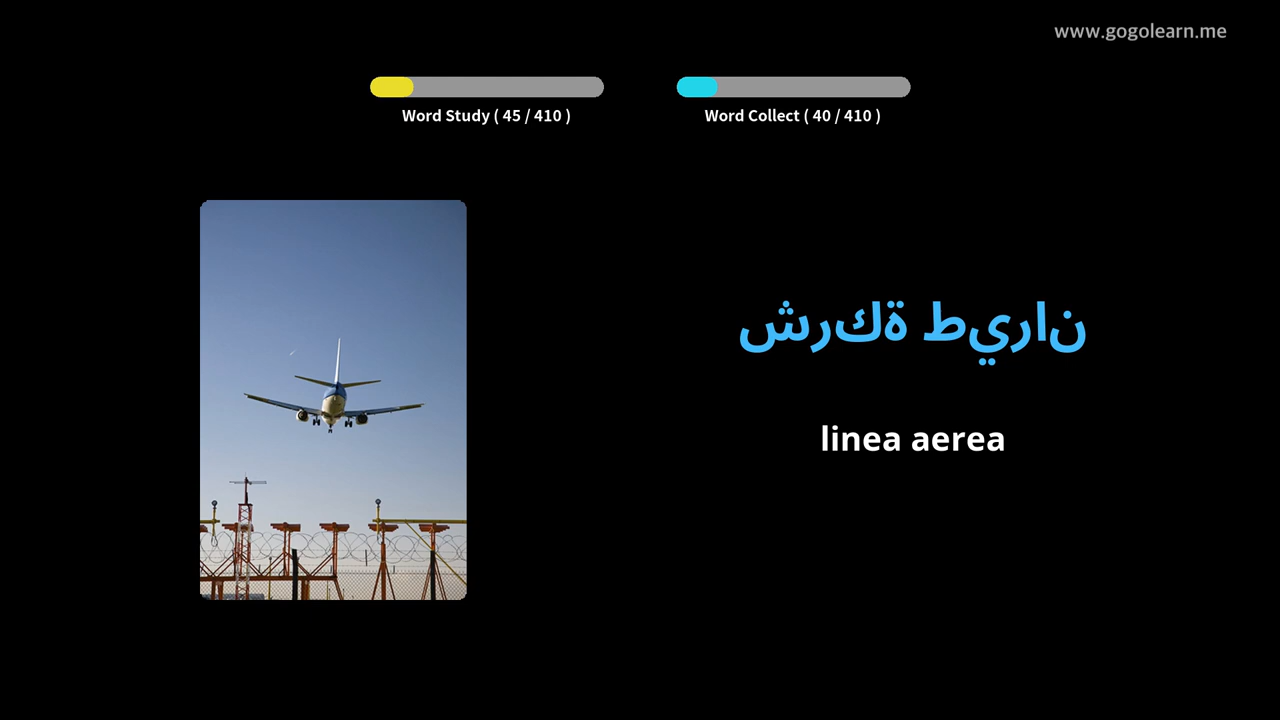 www.gogolearn.me
Word Study ( 45 / 410 )
Word Collect ( 40 / 410 )
شركة طيران
linea aerea